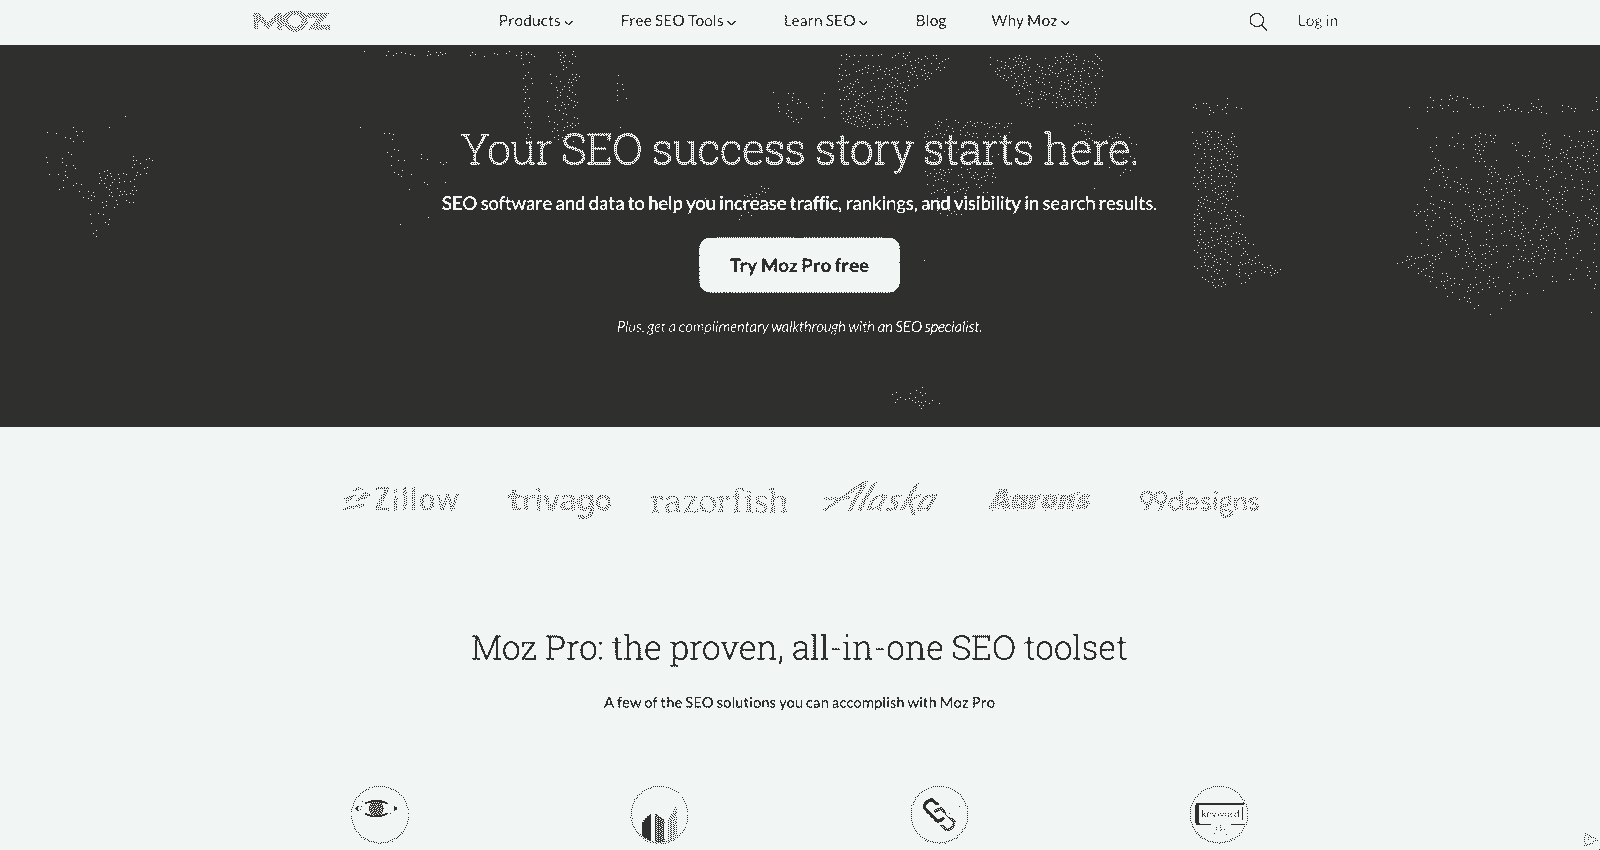 MOZ
Products
Free SEO Tools
Learn SEO
Blog
Why Moz
Log in
Your SEO success story starts here.
SEO software and data to help you increase traffic, rankings, and visibility in search results.
Try Moz Pro free
Plus, get a complimentary walkthrough with an SEO specialist.
Zillow
trivago
razorfish
Alaska
Aaron's
99designs
Moz Pro: the proven, all-in-one SEO toolset
A few of the SEO solutions you can accomplish with Moz Pro
keyword